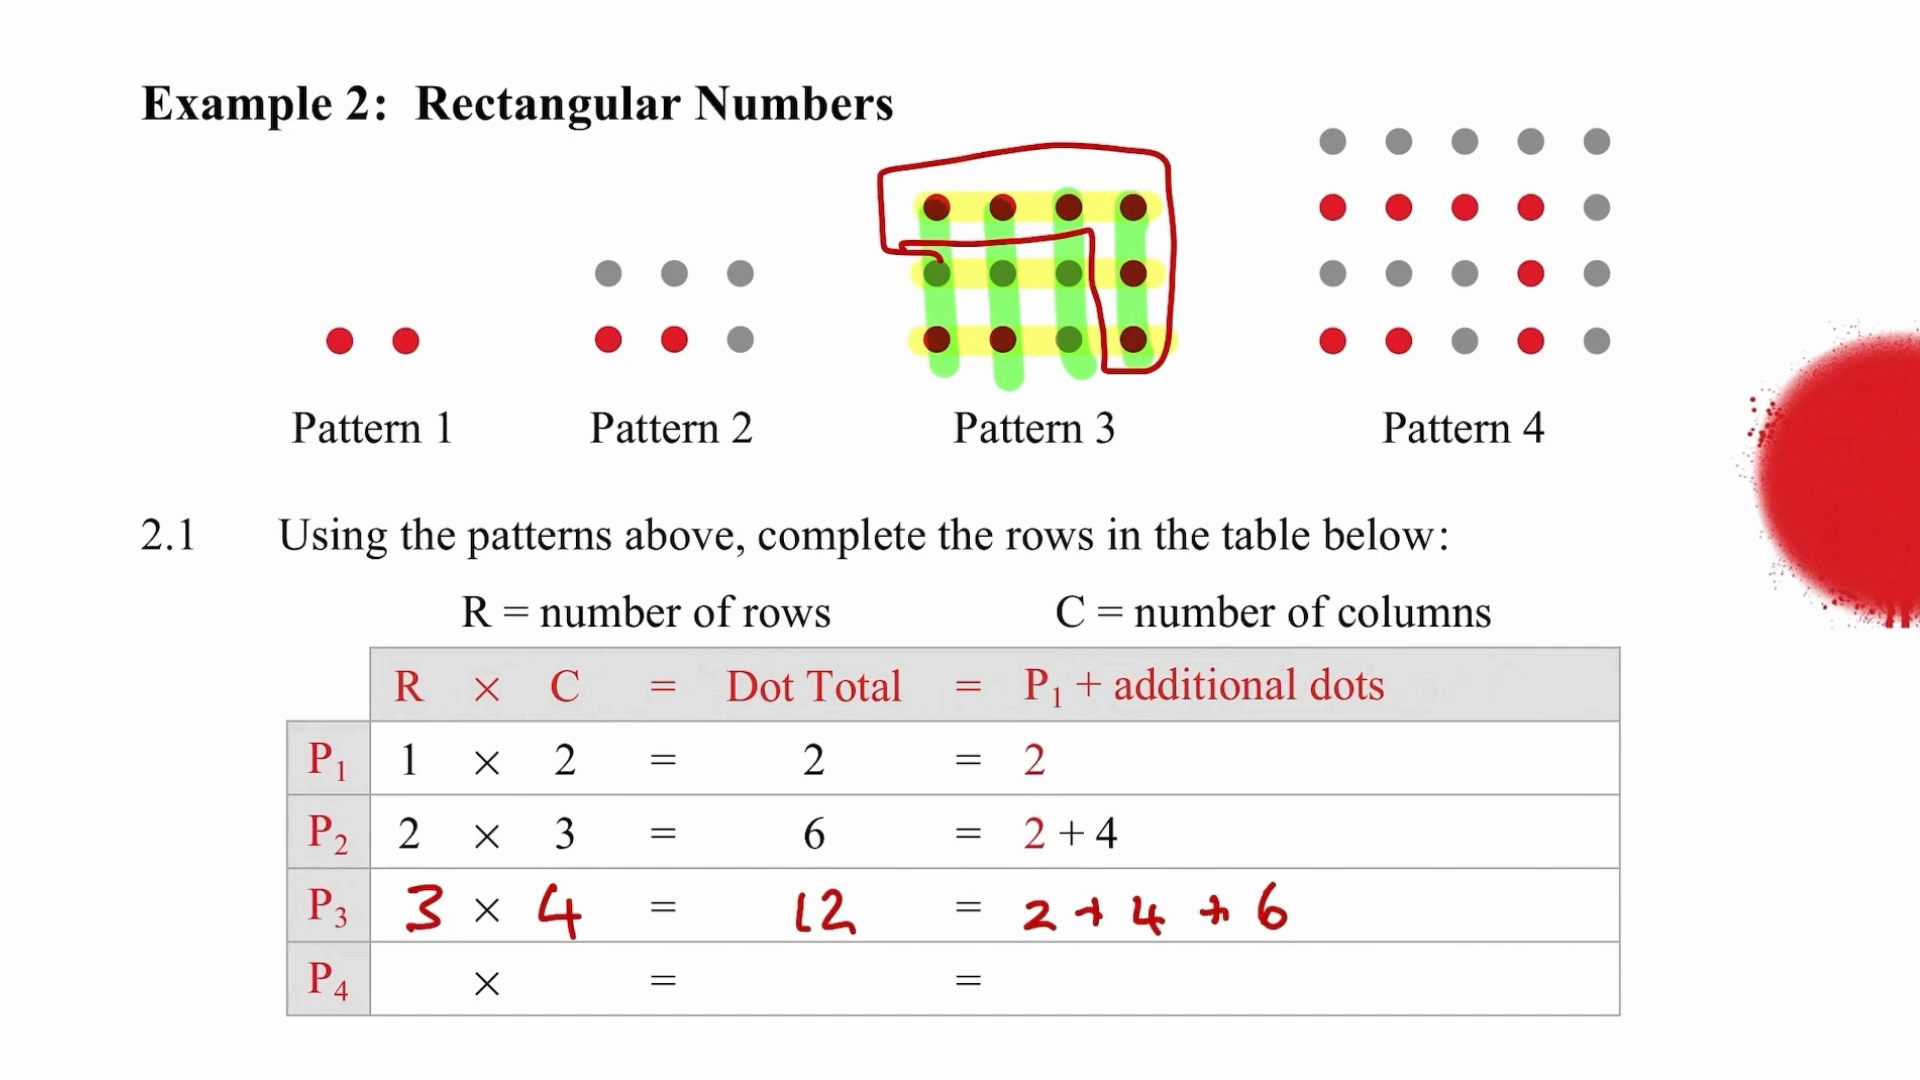 Example 2: Rectangular Numbers
Pattern 1 Pattern 2 Pattern 3 Pattern 4
2.1 Using the patterns above, complete the rows in the table below:
R = number of rows C = number of columns
R × C = Dot Total = P₁ + additional dots
P₁ 1 × 2 = 2 = 2
P₂ 2 × 3 = 6 = 2 + 4
P₃ 3 × 4 = 12 = 2 + 4 + 6
P₄ × = =